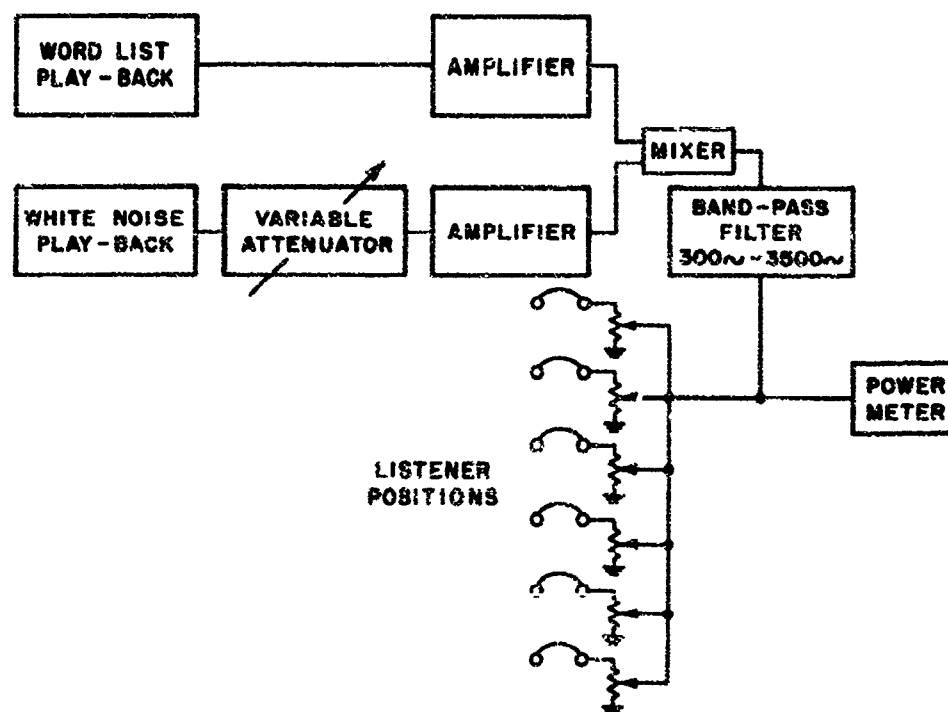 WORD LIST
PLAY-BACK
AMPLIFIER
MIXER
WHITE NOISE
PLAY-BACK
VARIABLE
ATTENUATOR
AMPLIFIER
BAND-PASS
FILTER
300~-3500~
POWER
METER
LISTENER
POSITIONS